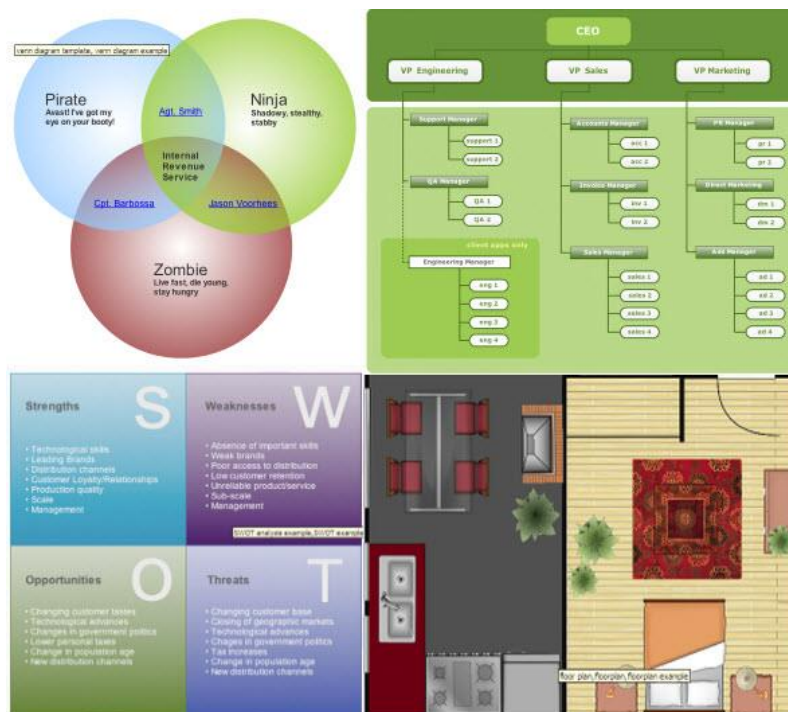 venn diagram template, venn diagram example
Pirate
Avast! I've got my
eye on your booty!
Agt. Smith
Ninja
Shadowy, stealthy,
stabby
Internal
Revenue
Service
Cpt. Barbossa
Jason Voorhees
Zombie
Live fast, die young,
stay hungry
CEO
VP Engineering
VP Sales
VP Marketing
Support Manager
support 1
support 2
QA Manager
QA 1
QA 2
client apps only
Engineering Manager
eng 1
eng 2
eng 3
eng 4
Accounts Manager
acc 1
acc 2
Invoice Manager
inv 1
inv 2
Sales Manager
sales 1
sales 2
sales 3
sales 4
PR Manager
pr 1
pr 2
Direct Marketing
dm 1
dm 2
Manager
ad 1
ad 2
ad 3
ad 4
S
Strengths
• Technological skills
• Leading Brands
• Distribution channels
• Customer Loyalty/Relationships
• Production quality
• Scale
• Management
W
Weaknesses
• Absence of important skills
• Weak brands
• Poor access to distribution
• Low customer retention
• Unreliable product/service
• Sub-scale
• Management
SWOT analysis example,SWOT example
O
Opportunities
• Changing customer tastes
• Technological advances
• Changes in government politics
• Lower personal taxes
• Change in population age
• New distribution channels
T
Threats
• Changing customer base
• Closing of geographic markets
• Technological advances
• Chages in government politics
• Tax increases
• Change in population age
• New distribution channels
floor plan,floorplan,floorplan example